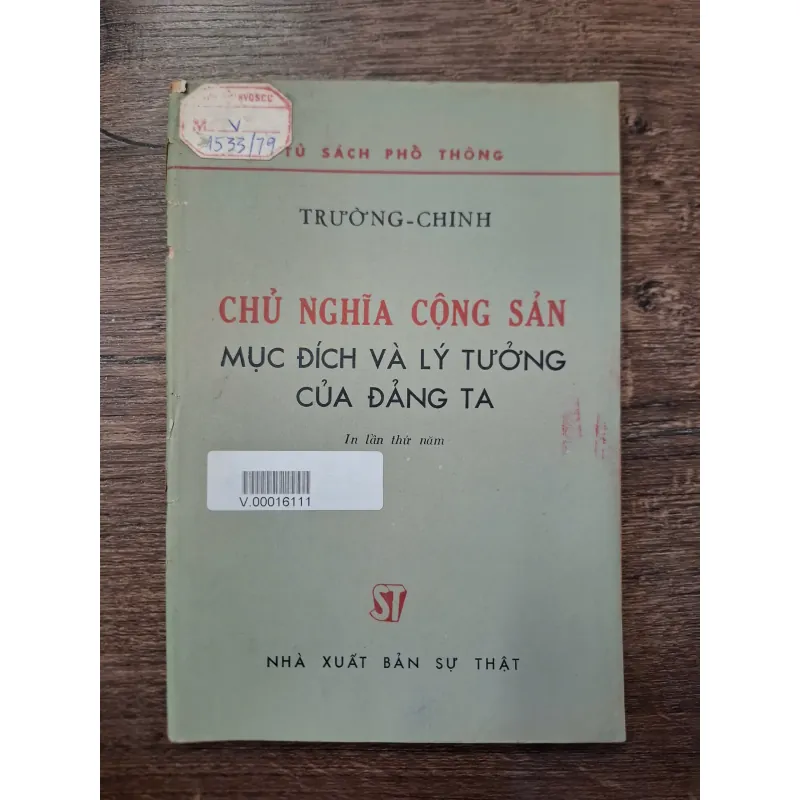 M
V
1533/79
TỦ SÁCH PHỔ THÔNG
TRƯỜNG-CHINH
CHỦ NGHĨA CỘNG SẢN
MỤC ĐÍCH VÀ LÝ TƯỞNG
CỦA ĐẢNG TA
In lần thứ năm
V.00016111
ST
NHÀ XUẤT BẢN SỰ THẬT